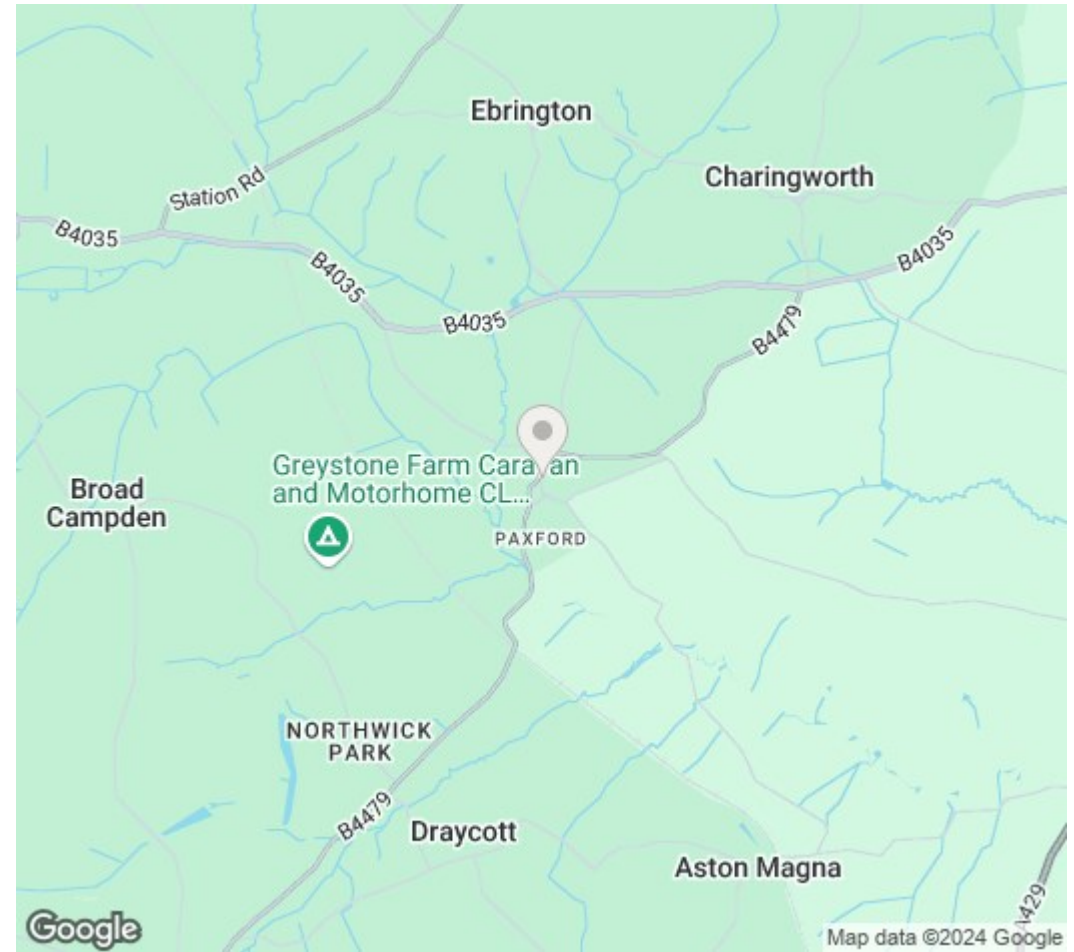 Ebrington
Charingworth
Station Rd
B4035
B4035
B4035
B4035
B4479
Greystone Farm Caravan
and Motorhome CL...
Broad
Campden
PAXFORD
NORTHWICK
PARK
B4479
Draycott
Aston Magna
A429
Google
Map data ©2024 Google